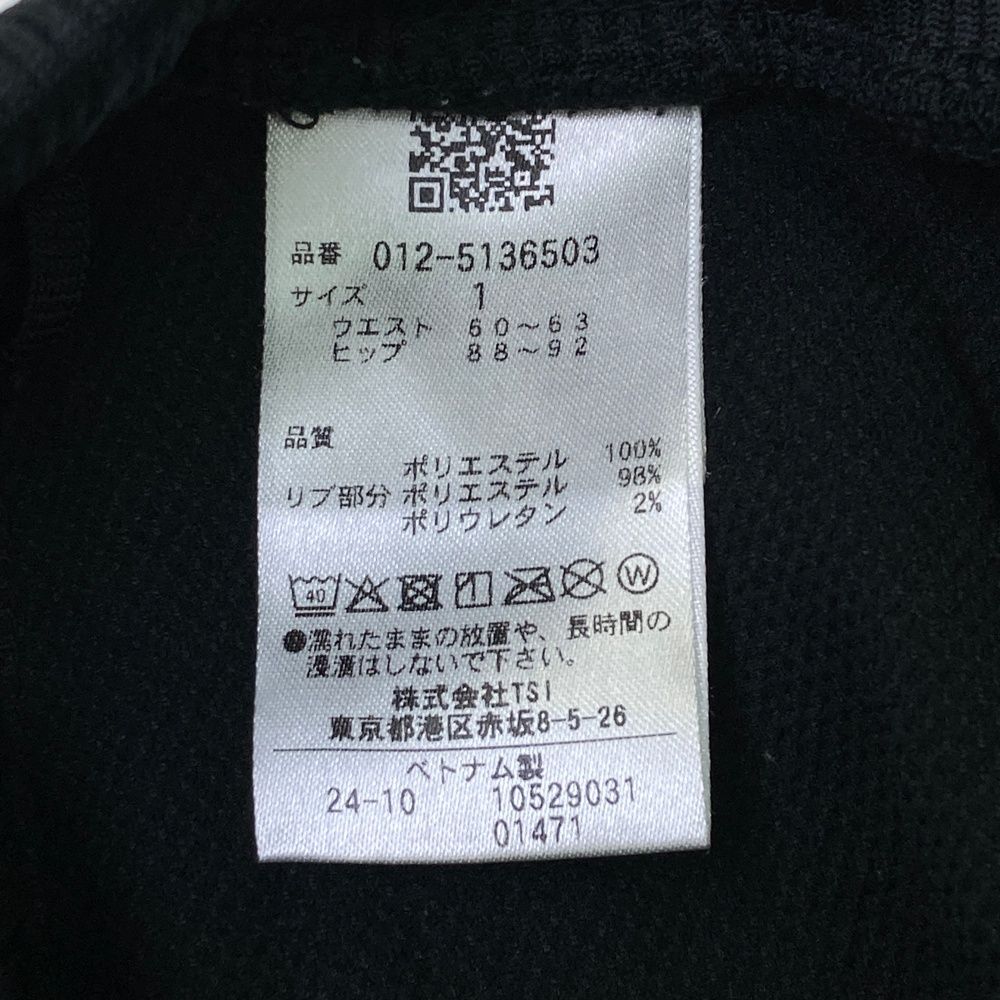 品番 012-5136503
サイズ 1
ウエスト 60~63
ヒップ 88~92
品質
ポリエステル 100%
リブ部分 ポリエステル 98%
ポリウレタン 2%
40 1 W
●濡れたままの放置や、長時間の
浸漬はしないで下さい。
株式会社TSI
東京都港区赤坂8-5-26
ベトナム製
24-10 10529031
01471